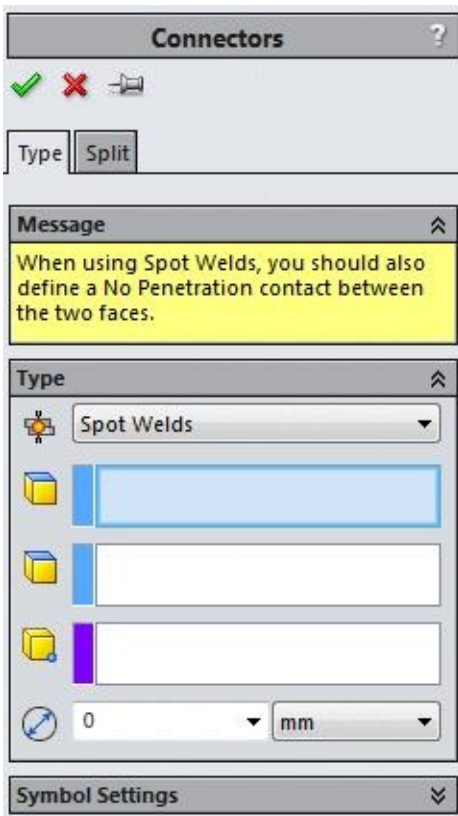 Connectors ?
Type Split
Message
When using Spot Welds, you should also
define a No Penetration contact between
the two faces.
Type
Spot Welds
0 mm
Symbol Settings